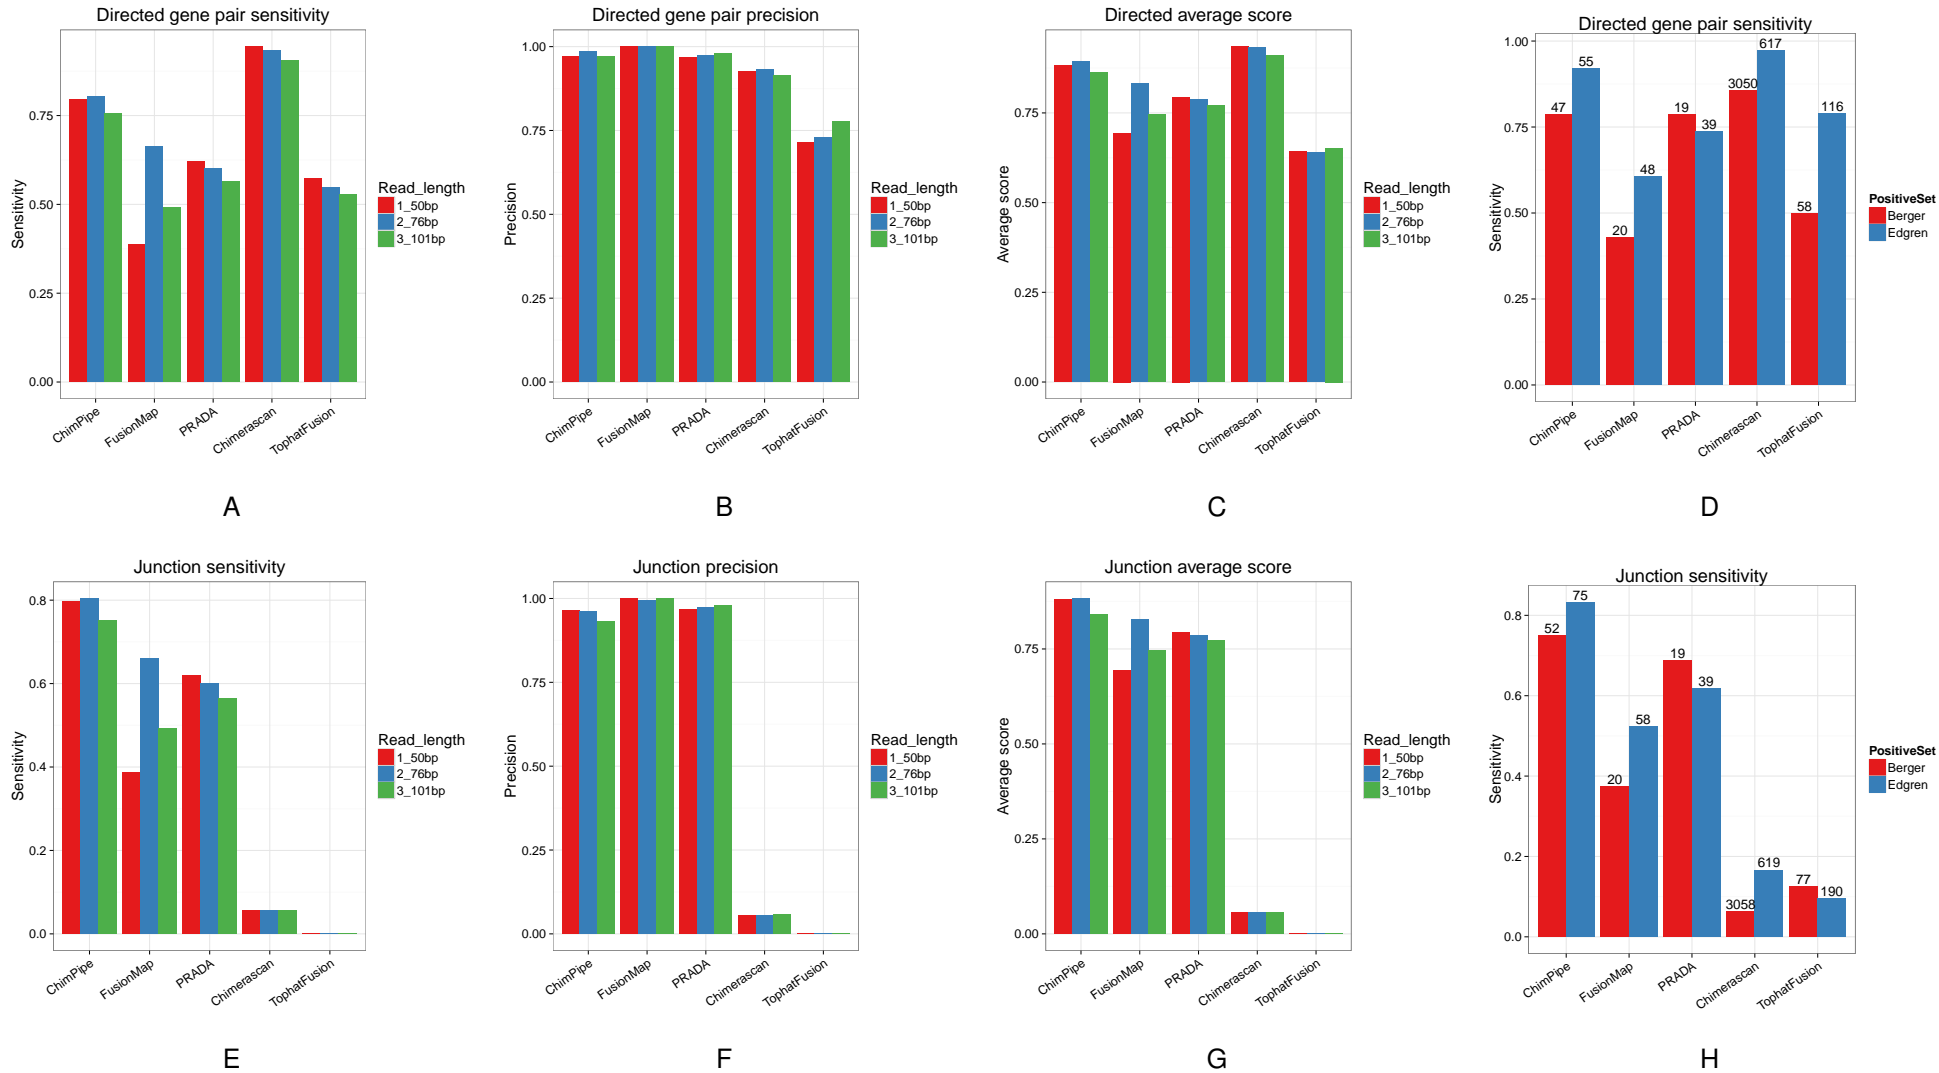 Directed gene pair sensitivity
Sensitivity
0.75
0.50
0.25
0.00
ChimPipe
FusionMap
PRADA
Chimerascan
TophatFusion
Read_length
1_50bp
2_76bp
3_101bp
A
Directed gene pair precision
Precision
1.00
0.75
0.50
0.25
0.00
ChimPipe
FusionMap
PRADA
Chimerascan
TophatFusion
Read_length
1_50bp
2_76bp
3_101bp
B
Directed average score
Average score
0.75
0.50
0.25
0.00
ChimPipe
FusionMap
PRADA
Chimerascan
TophatFusion
Read_length
1_50bp
2_76bp
3_101bp
C
Directed gene pair sensitivity
Sensitivity
1.00
0.75
0.50
0.25
0.00
47
55
20
48
19
39
3050
617
58
116
ChimPipe
FusionMap
PRADA
Chimerascan
TophatFusion
PositiveSet
Berger
Edgren
D
Junction sensitivity
Sensitivity
0.8
0.6
0.4
0.2
0.0
ChimPipe
FusionMap
PRADA
Chimerascan
TophatFusion
Read_length
1_50bp
2_76bp
3_101bp
E
Junction precision
Precision
1.00
0.75
0.50
0.25
0.00
ChimPipe
FusionMap
PRADA
Chimerascan
TophatFusion
Read_length
1_50bp
2_76bp
3_101bp
F
Junction average score
Average score
0.75
0.50
0.25
0.00
ChimPipe
FusionMap
PRADA
Chimerascan
TophatFusion
Read_length
1_50bp
2_76bp
3_101bp
G
Junction sensitivity
Sensitivity
0.8
0.6
0.4
0.2
0.0
52
75
20
58
19
39
3058
619
77
190
ChimPipe
FusionMap
PRADA
Chimerascan
TophatFusion
PositiveSet
Berger
Edgren
H